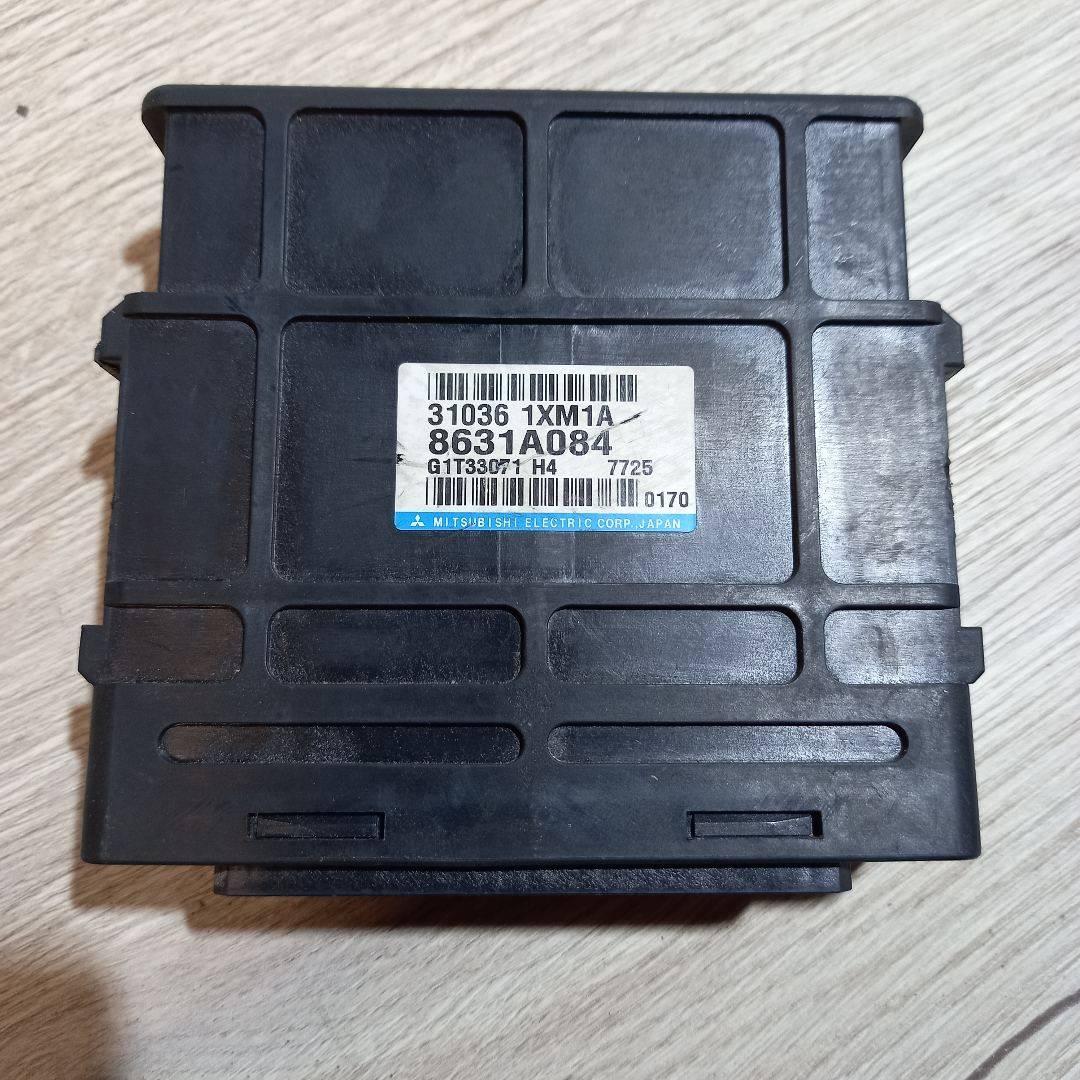 31036 1XM1A
8631A084
G1T33071 H4 7725
0170
MITSUBISHI ELECTRIC CORP., JAPAN